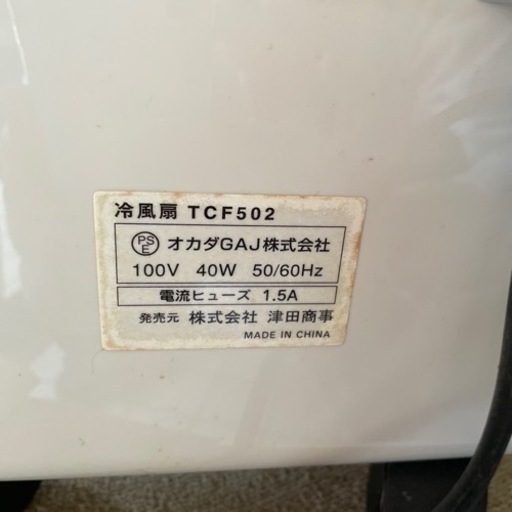 冷風扇 TCF502
PSE オカダGAJ株式会社
100V 40W 50/60Hz
電流ヒューズ 1.5A
発売元 株式会社 津田商事
MADE IN CHINA